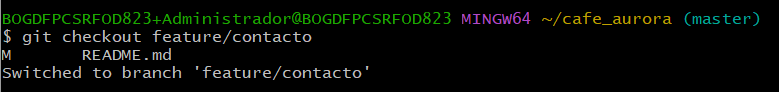 BOGDFPCSRFOD823+Administrador@BOGDFPCSRFOD823 MINGW64 ~/cafe_aurora (master)
$ git checkout feature/contacto
M       README.md
Switched to branch 'feature/contacto'